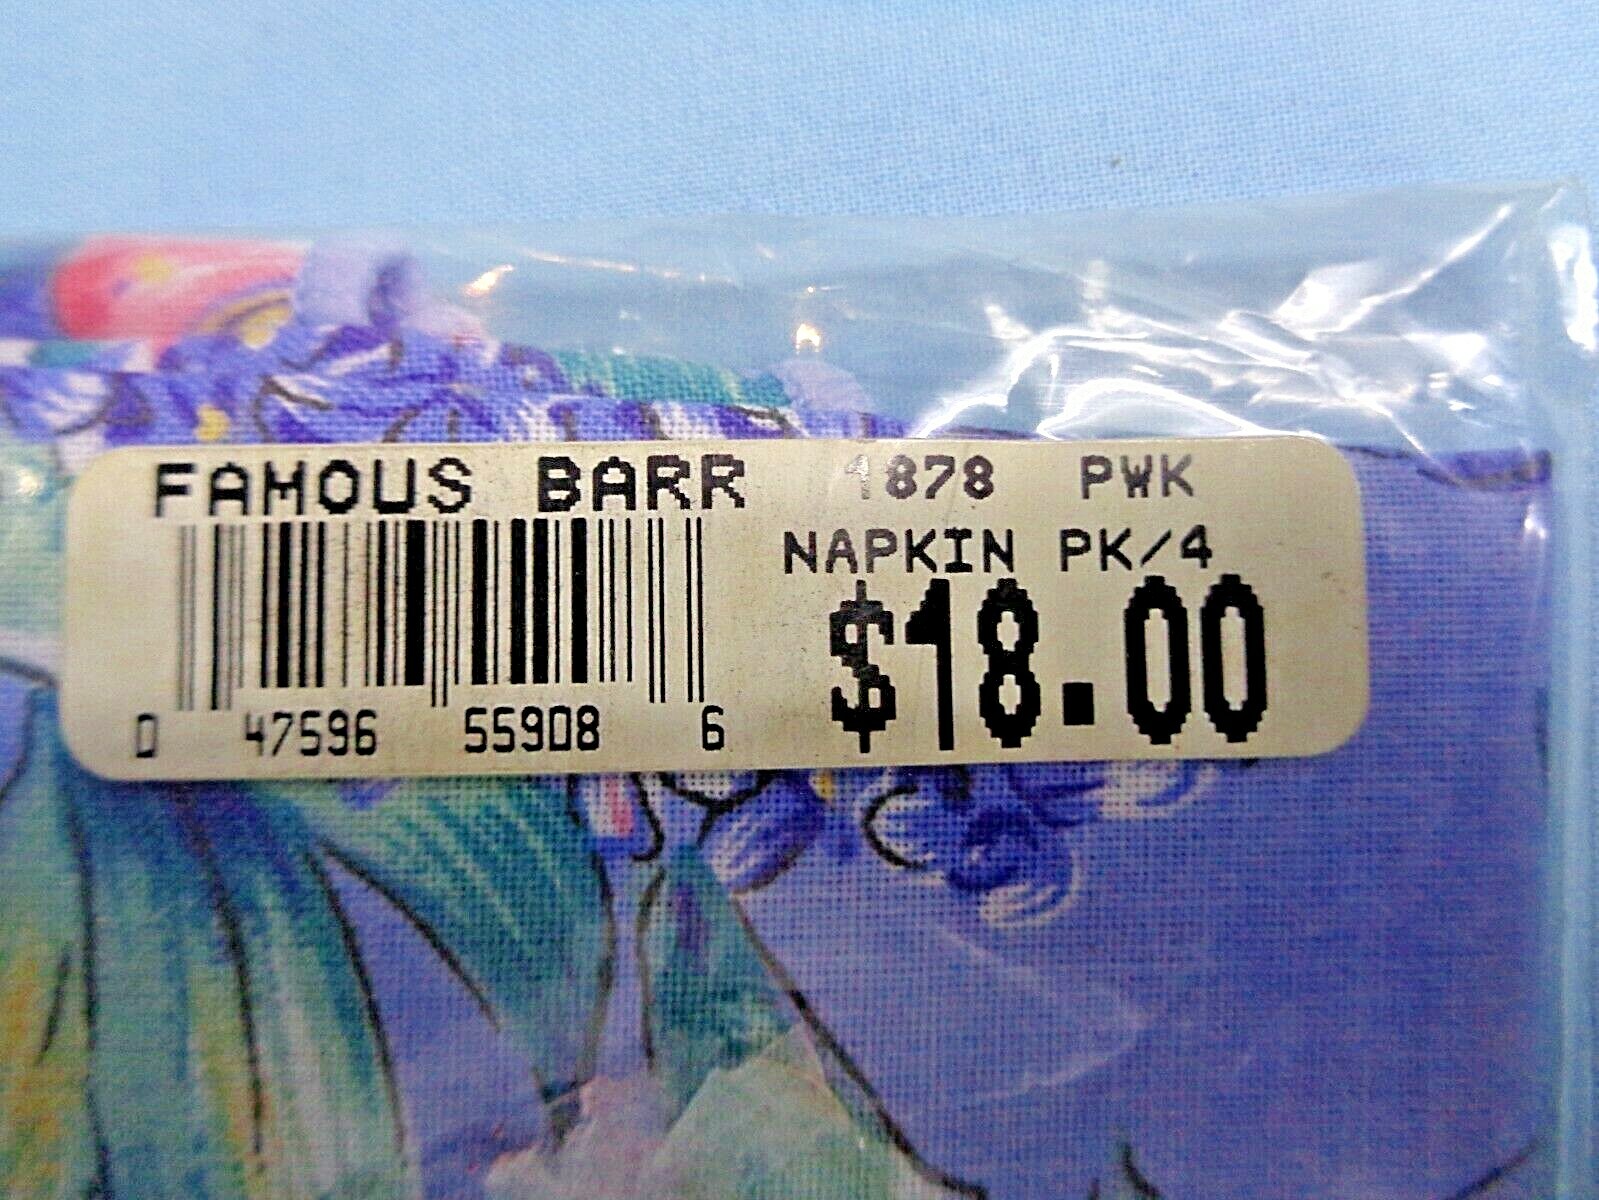 FAMOUS BARR 1878 PWK
NAPKIN PK/4
$18.00
0 47596 55908 6